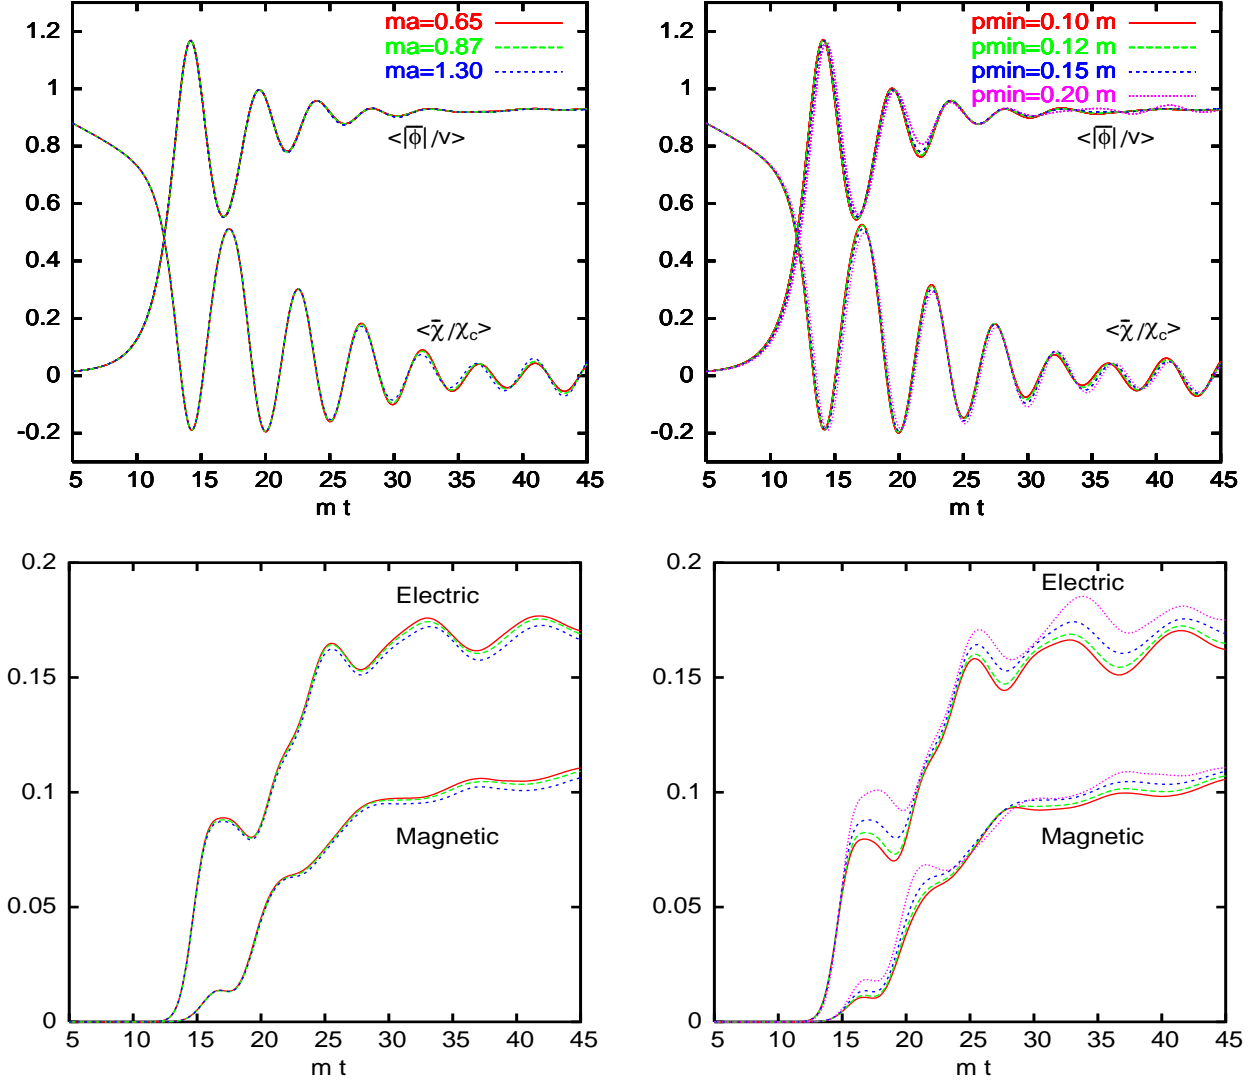 ma=0.65
ma=0.87
ma=1.30
1.2
1
0.8
0.6
0.4
0.2
0
-0.2
<|ϕ̅|/v>
<χ̄/χc>
5 10 15 20 25 30 35 40 45
m t
pmin=0.10 m
pmin=0.12 m
pmin=0.15 m
pmin=0.20 m
1.2
1
0.8
0.6
0.4
0.2
0
-0.2
<|ϕ̅|/v>
<χ̄/χc>
5 10 15 20 25 30 35 40 45
m t
0.2
0.15
0.1
0.05
0
Electric
Magnetic
5 10 15 20 25 30 35 40 45
m t
0.2
0.15
0.1
0.05
0
Electric
Magnetic
5 10 15 20 25 30 35 40 45
m t